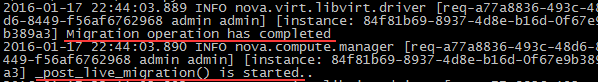 2016-01-17 22:44:03.889 INFO nova.virt.libvirt.driver [req-a77a8836-493c-48d6-8
d6-8449-f56af6762968 admin admin] [instance: 84f81b69-8937-4d8e-b16d-0f67e9
b389a3] Migration operation has completed
2016-01-17 22:44:03.890 INFO nova.compute.manager [req-a77a8836-493c-48d6-8
449-f56af6762968 admin admin] [instance: 84f81b69-8937-4d8e-b16d-0f67e9b389
a3] _post_live_migration() is started..